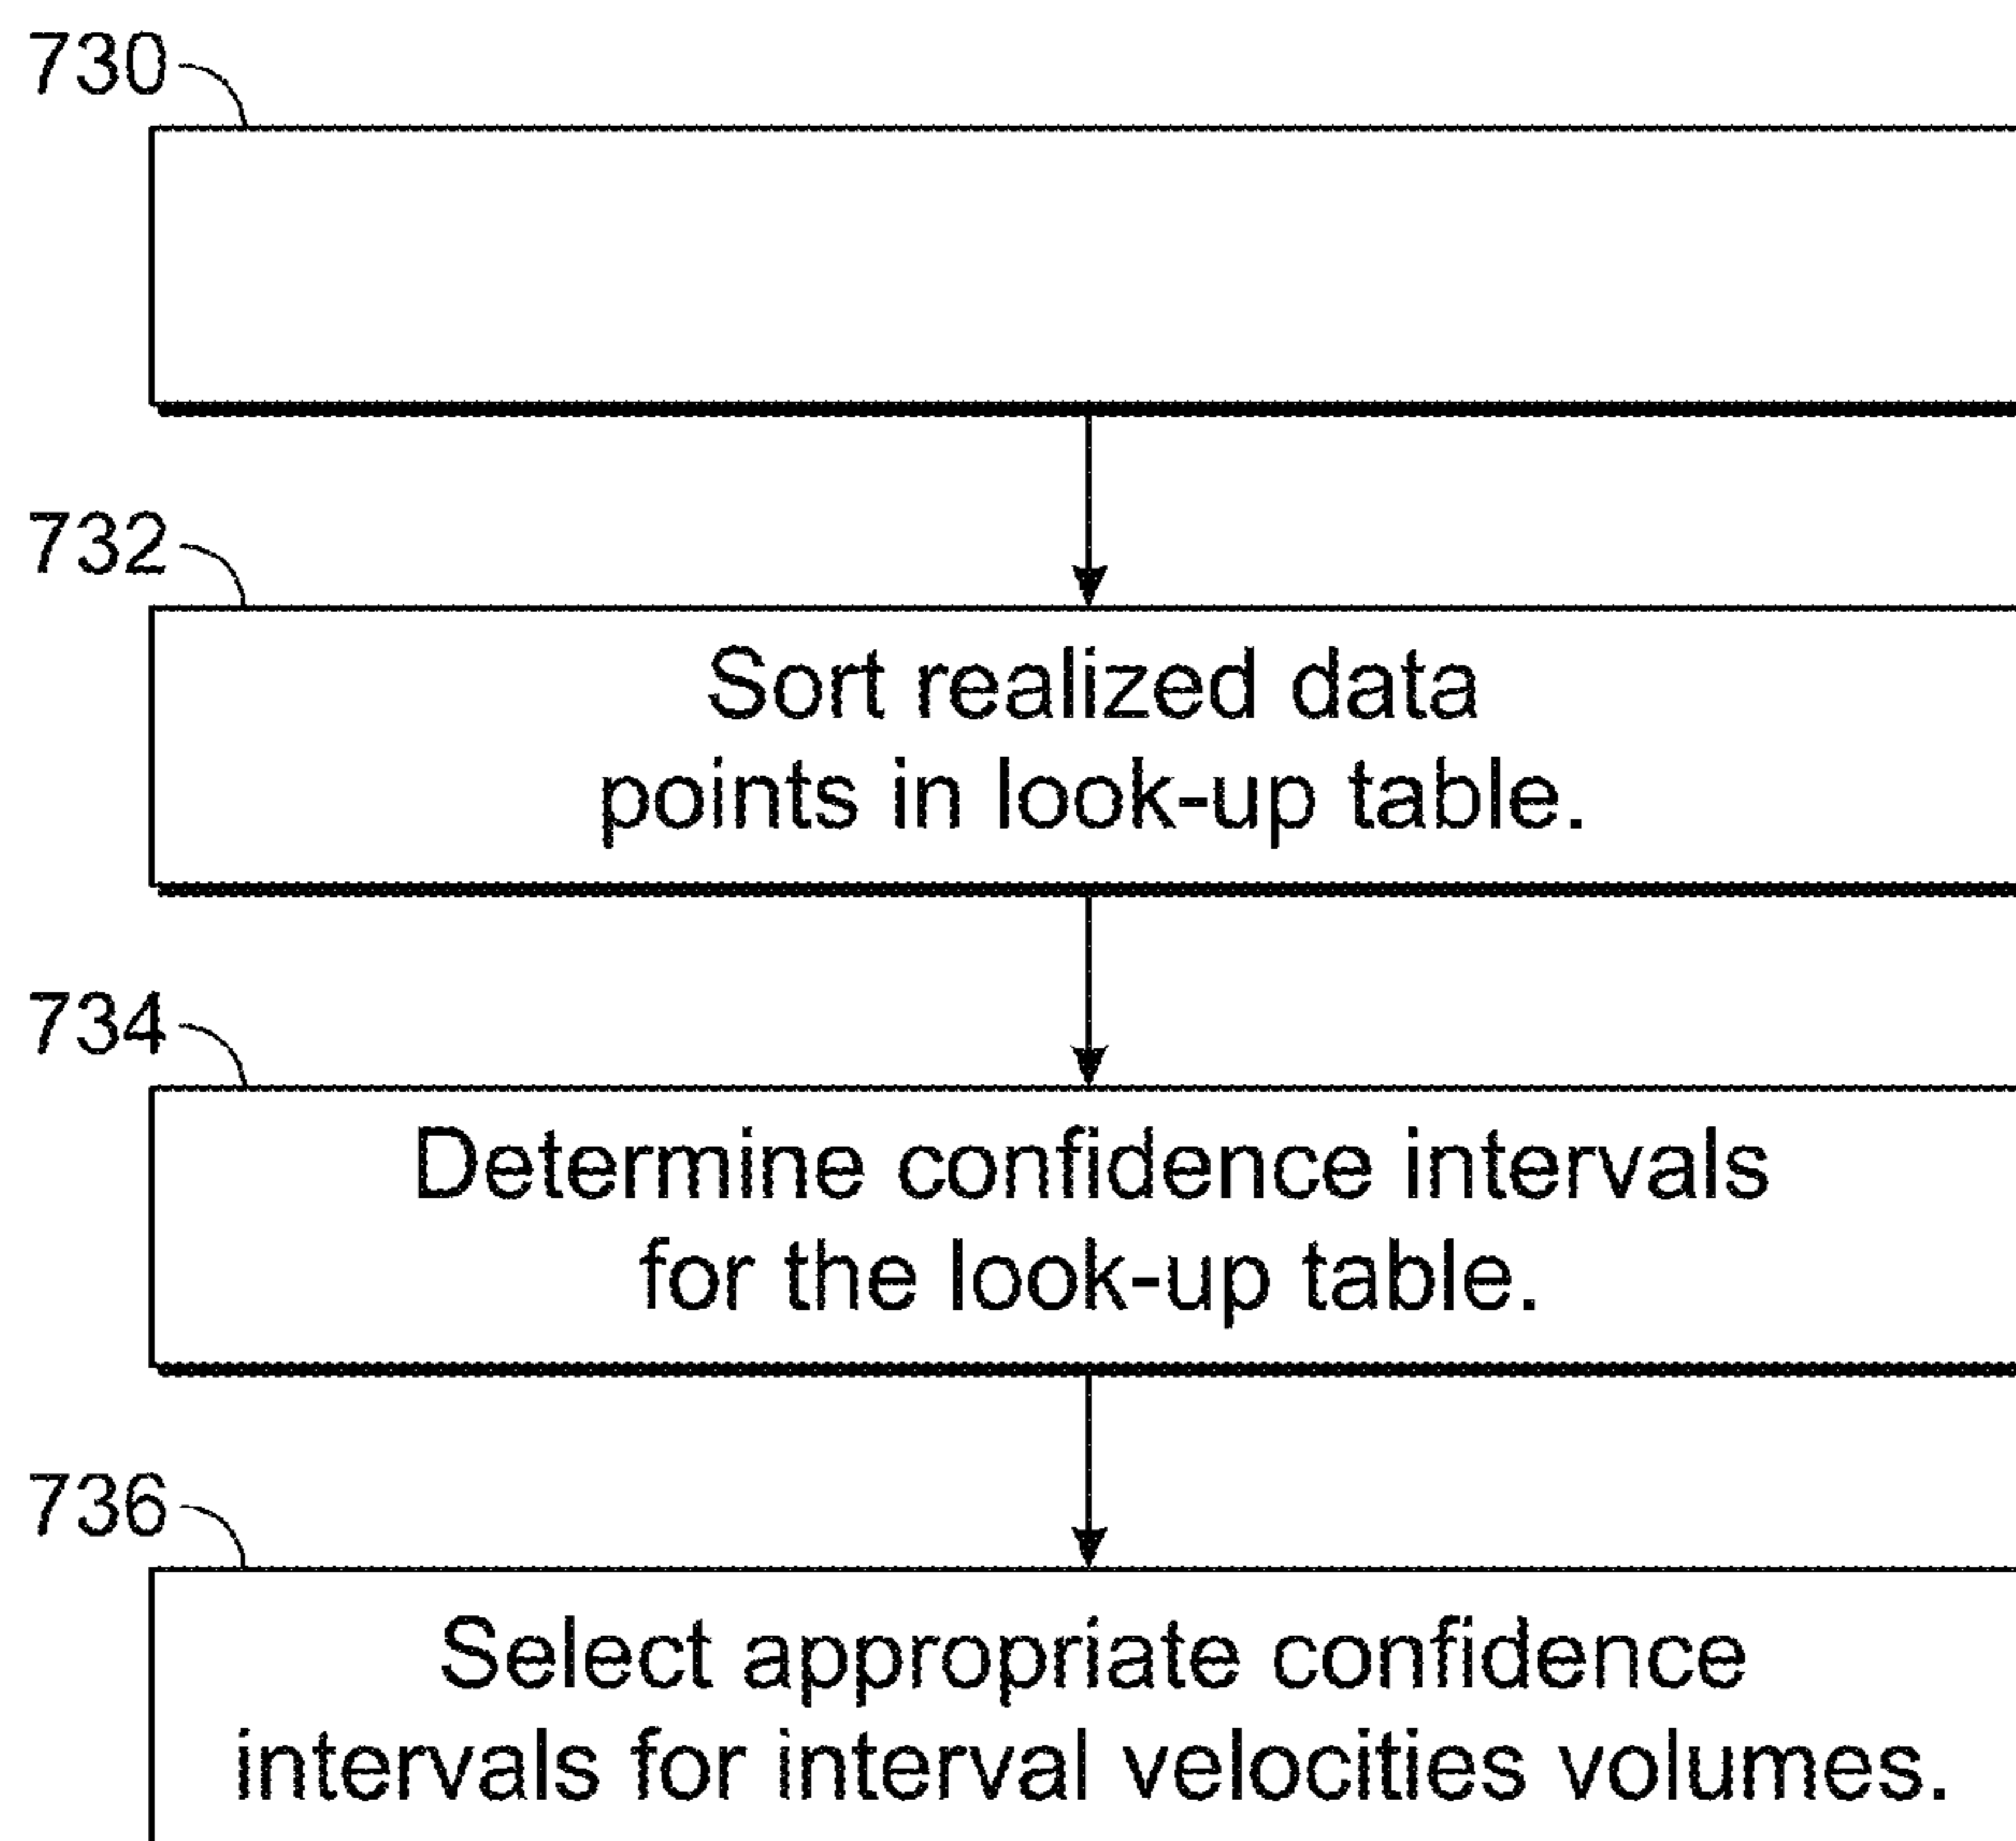 730
732
Sort realized data
points in look-up table.
734
Determine confidence intervals
for the look-up table.
736
Select appropriate confidence
intervals for interval velocities volumes.